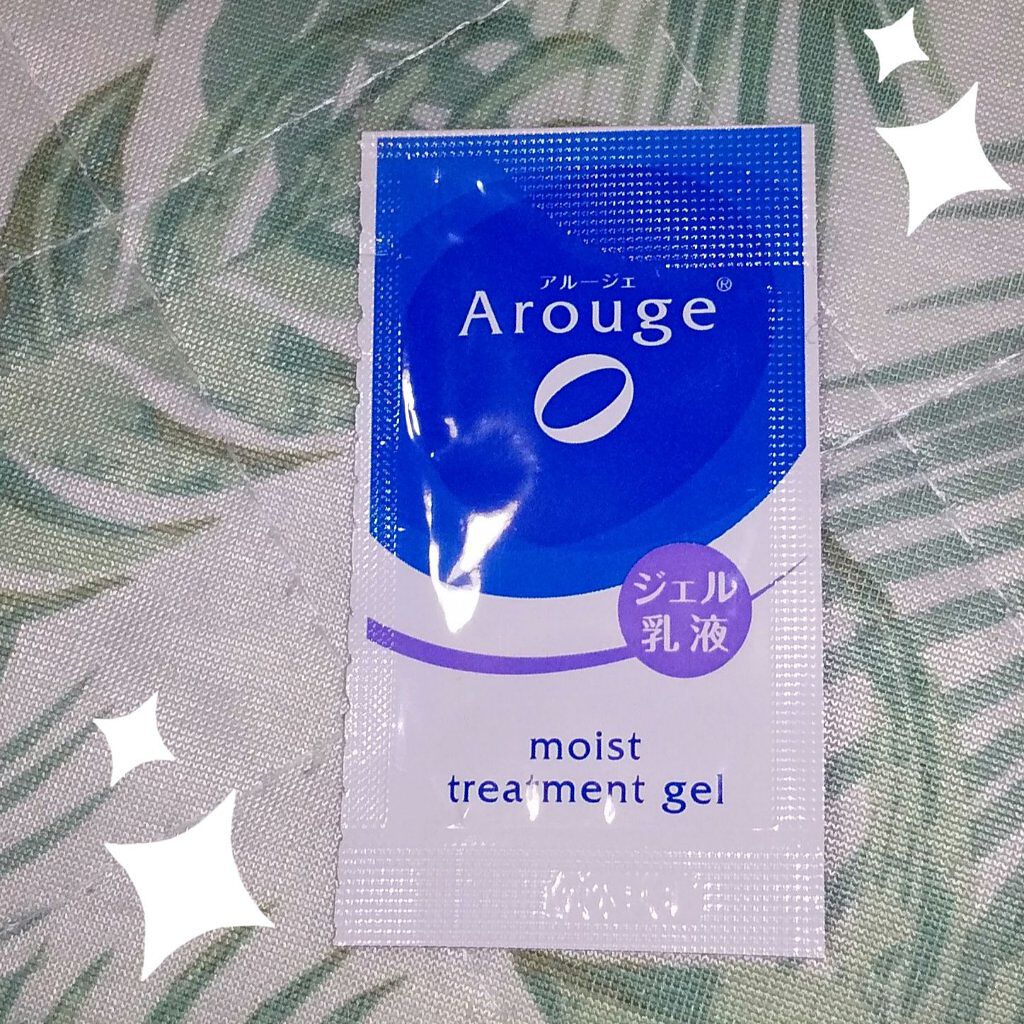 アルージェ
Arouge®
ジェル
乳液
moist
treatment gel